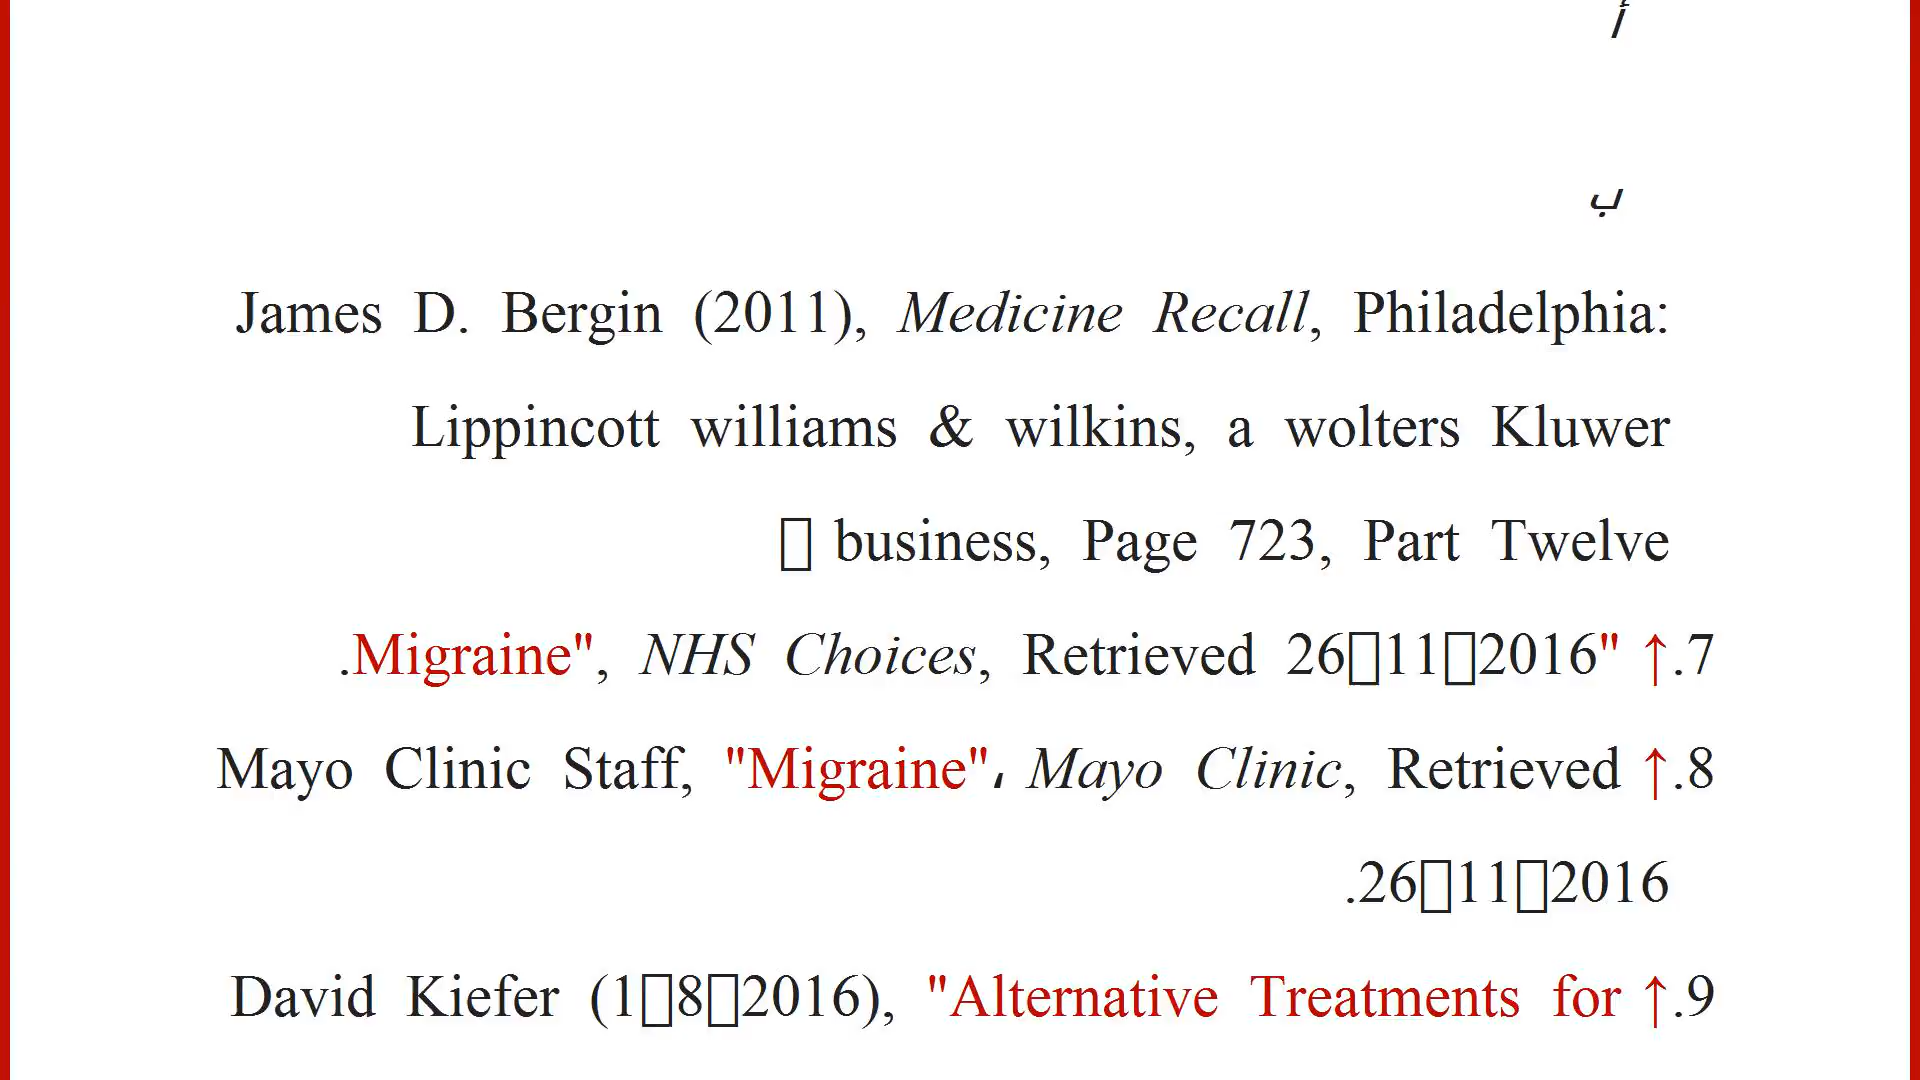 أ
ب
James D. Bergin (2011), Medicine Recall, Philadelphia:
Lippincott williams & wilkins, a wolters Kluwer
business, Page 723, Part Twelve □
7.↑ "Migraine", NHS Choices, Retrieved 26□11□2016.
8.↑ Mayo Clinic Staff, "Migraine"، Mayo Clinic, Retrieved
26□11□2016.
9.↑ David Kiefer (1□8□2016), "Alternative Treatments for